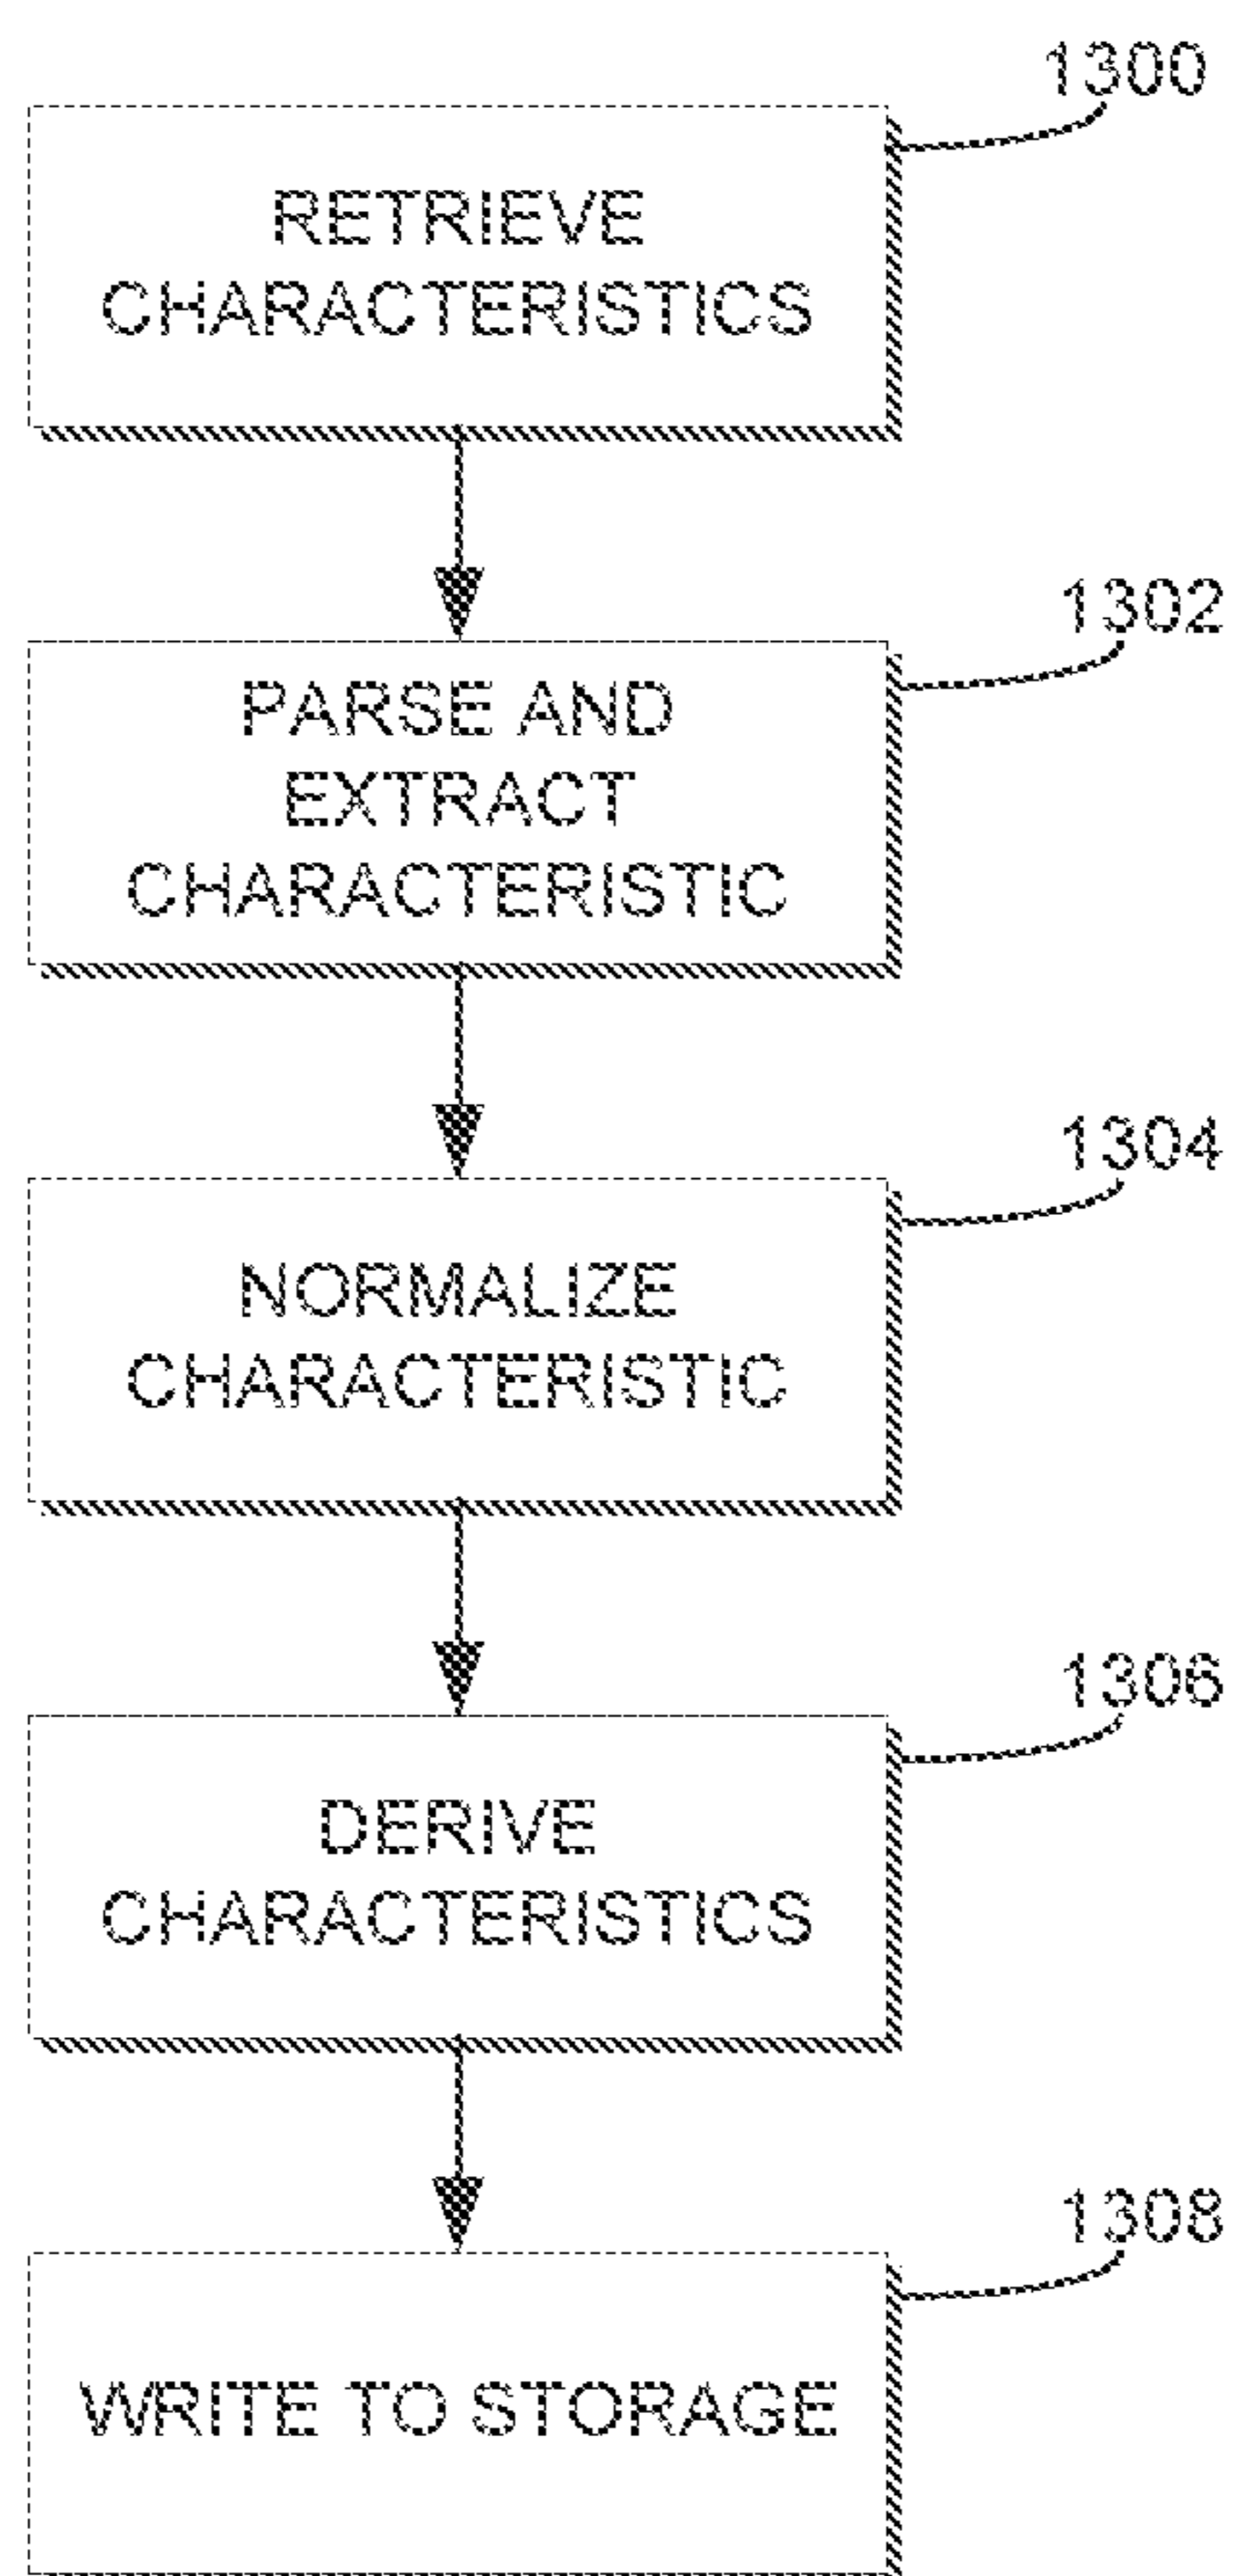 1300
RETRIEVE
CHARACTERISTICS
1302
PARSE AND
EXTRACT
CHARACTERISTIC
1304
NORMALIZE
CHARACTERISTIC
1306
DERIVE
CHARACTERISTICS
1308
WRITE TO STORAGE